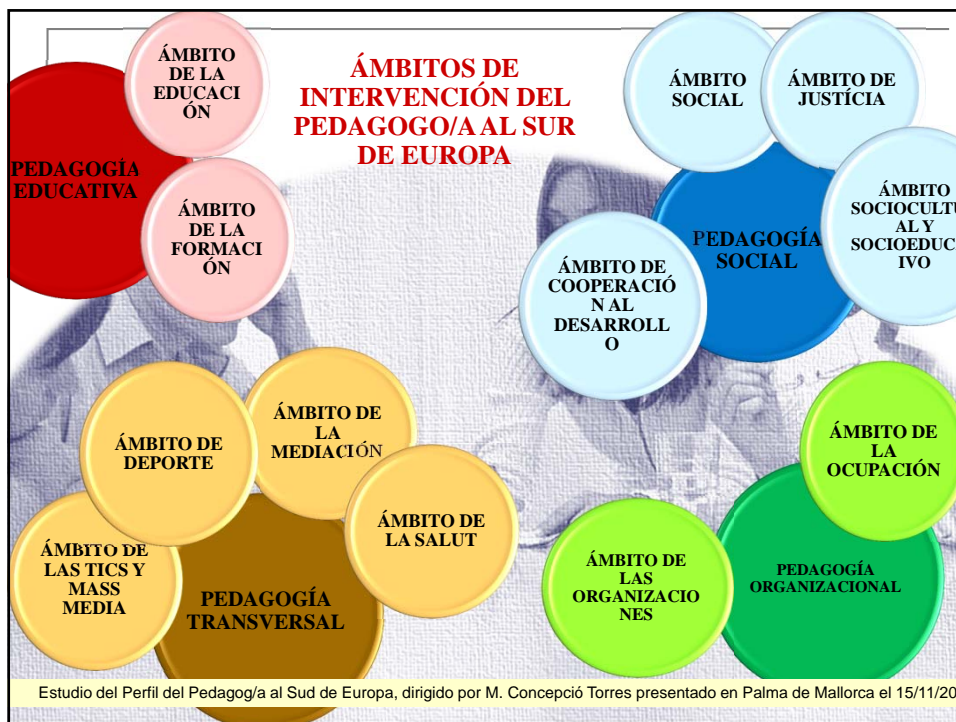 ÁMBITOS DE
INTERVENCIÓN DEL
PEDAGOGO/A AL SUR
DE EUROPA
ÁMBITO
DE LA
EDUCACI
ÓN
PEDAGOGÍA
EDUCATIVA
ÁMBITO
DE LA
FORMACI
ÓN
ÁMBITO
SOCIAL
ÁMBITO DE
JUSTÍCIA
PEDAGOGÍA
SOCIAL
ÁMBITO
SOCIOCULTU
AL Y
SOCIOEDUC
IVO
ÁMBITO DE
COOPERACIÓ
N AL
DESARROLL
O
ÁMBITO DE
DEPORTE
ÁMBITO DE
LA
MEDIACIÓN
ÁMBITO DE
LA SALUT
ÁMBITO DE
LAS TICS Y
MASS
MEDIA
PEDAGOGÍA
TRANSVERSAL
ÁMBITO DE
LA
OCUPACIÓN
ÁMBITO DE
LAS
ORGANIZACIO
NES
PEDAGOGÍA
ORGANIZACIONAL
Estudio del Perfil del Pedagog/a al Sud de Europa, dirigido por M. Concepció Torres presentado en Palma de Mallorca el 15/11/20